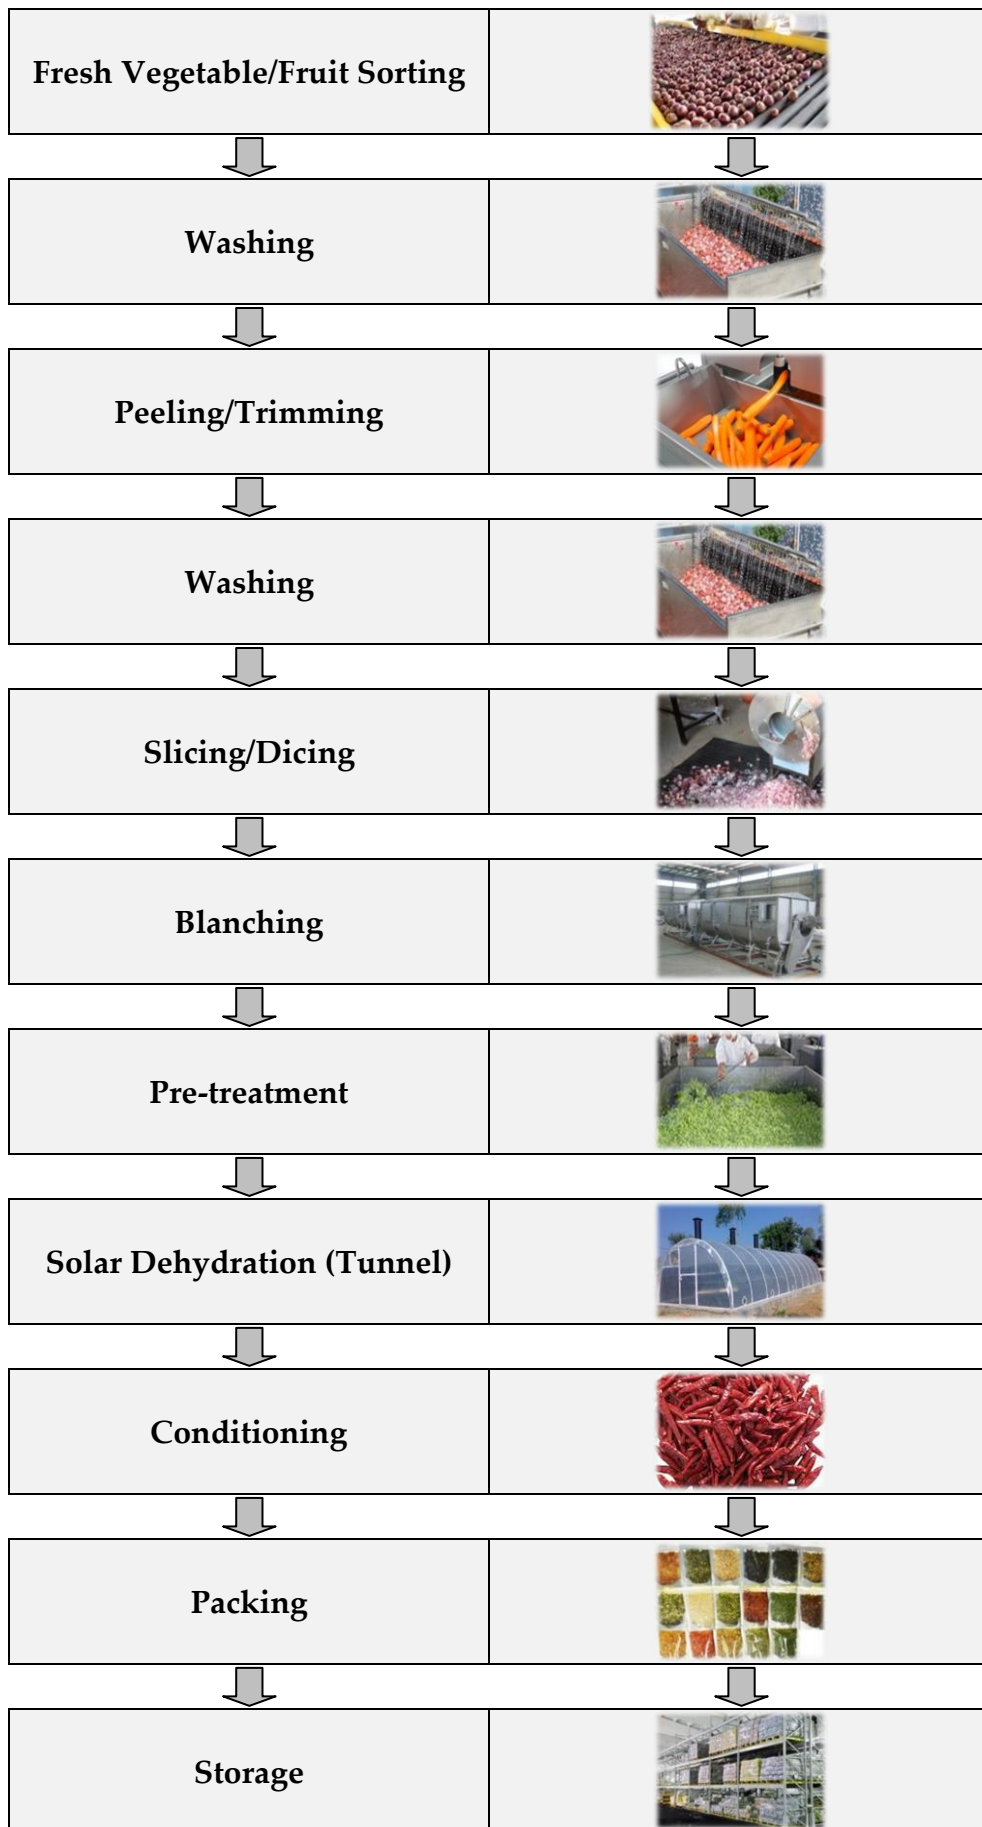 Fresh Vegetable/Fruit Sorting
Washing
Peeling/Trimming
Washing
Slicing/Dicing
Blanching
Pre-treatment
Solar Dehydration (Tunnel)
Conditioning
Packing
Storage